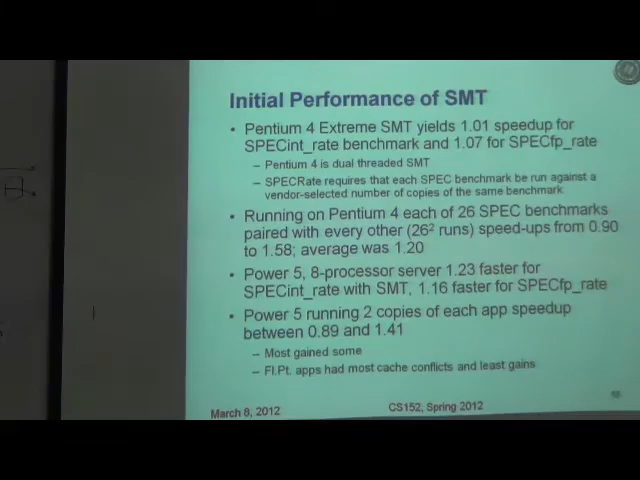 Initial Performance of SMT
• Pentium 4 Extreme SMT yields 1.01 speedup for
SPECint_rate benchmark and 1.07 for SPECfp_rate
– Pentium 4 is dual threaded SMT
– SPECRate requires that each SPEC benchmark be run against a
vendor-selected number of copies of the same benchmark
• Running on Pentium 4 each of 26 SPEC benchmarks
paired with every other (26² runs) speed-ups from 0.90
to 1.58; average was 1.20
• Power 5, 8-processor server 1.23 faster for
SPECint_rate with SMT, 1.16 faster for SPECfp_rate
• Power 5 running 2 copies of each app speedup
between 0.89 and 1.41
– Most gained some
– Fl.Pt. apps had most cache conflicts and least gains
March 8, 2012
CS152, Spring 2012